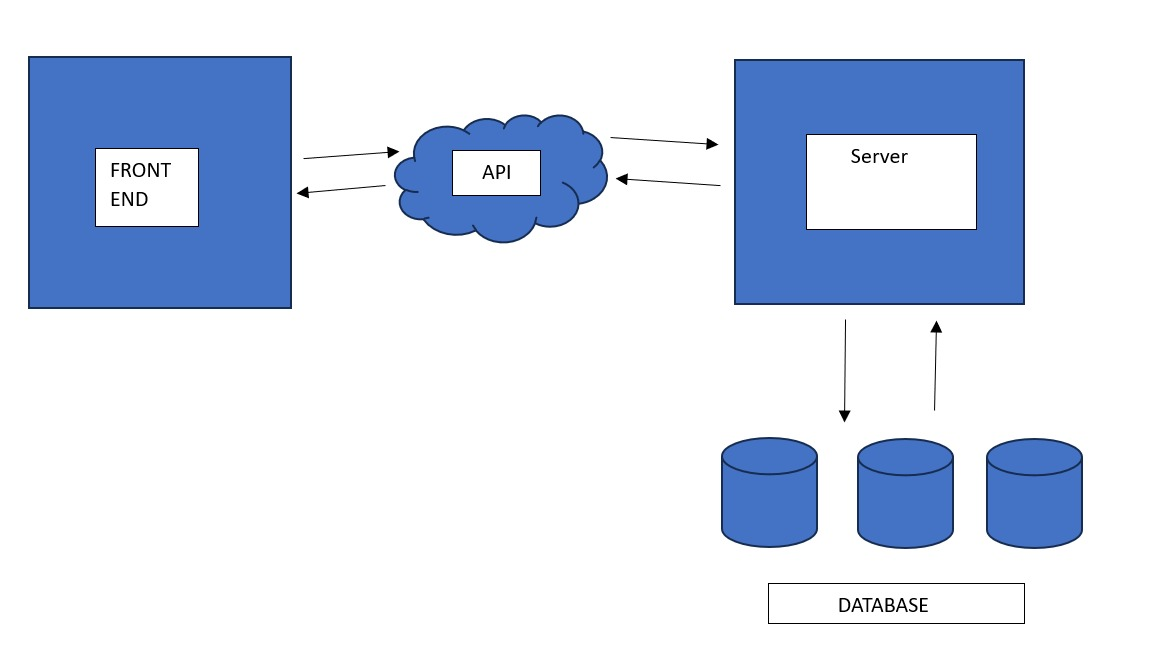 FRONT
END
API
Server
DATABASE